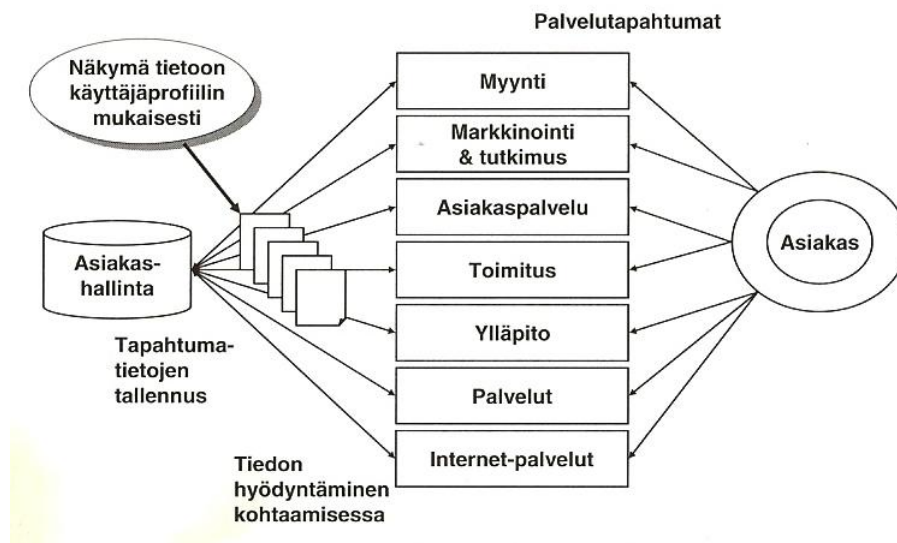 Palvelutapahtumat
Näkymä tietoon
käyttäjäprofiilin
mukaisesti
Myynti
Markkinointi
& tutkimus
Asiakaspalvelu
Toimitus
Ylläpito
Palvelut
Internet-palvelut
Asiakas-
hallinta
Asiakas
Tapahtuma-
tietojen
tallennus
Tiedon
hyödyntäminen
kohtaamisessa